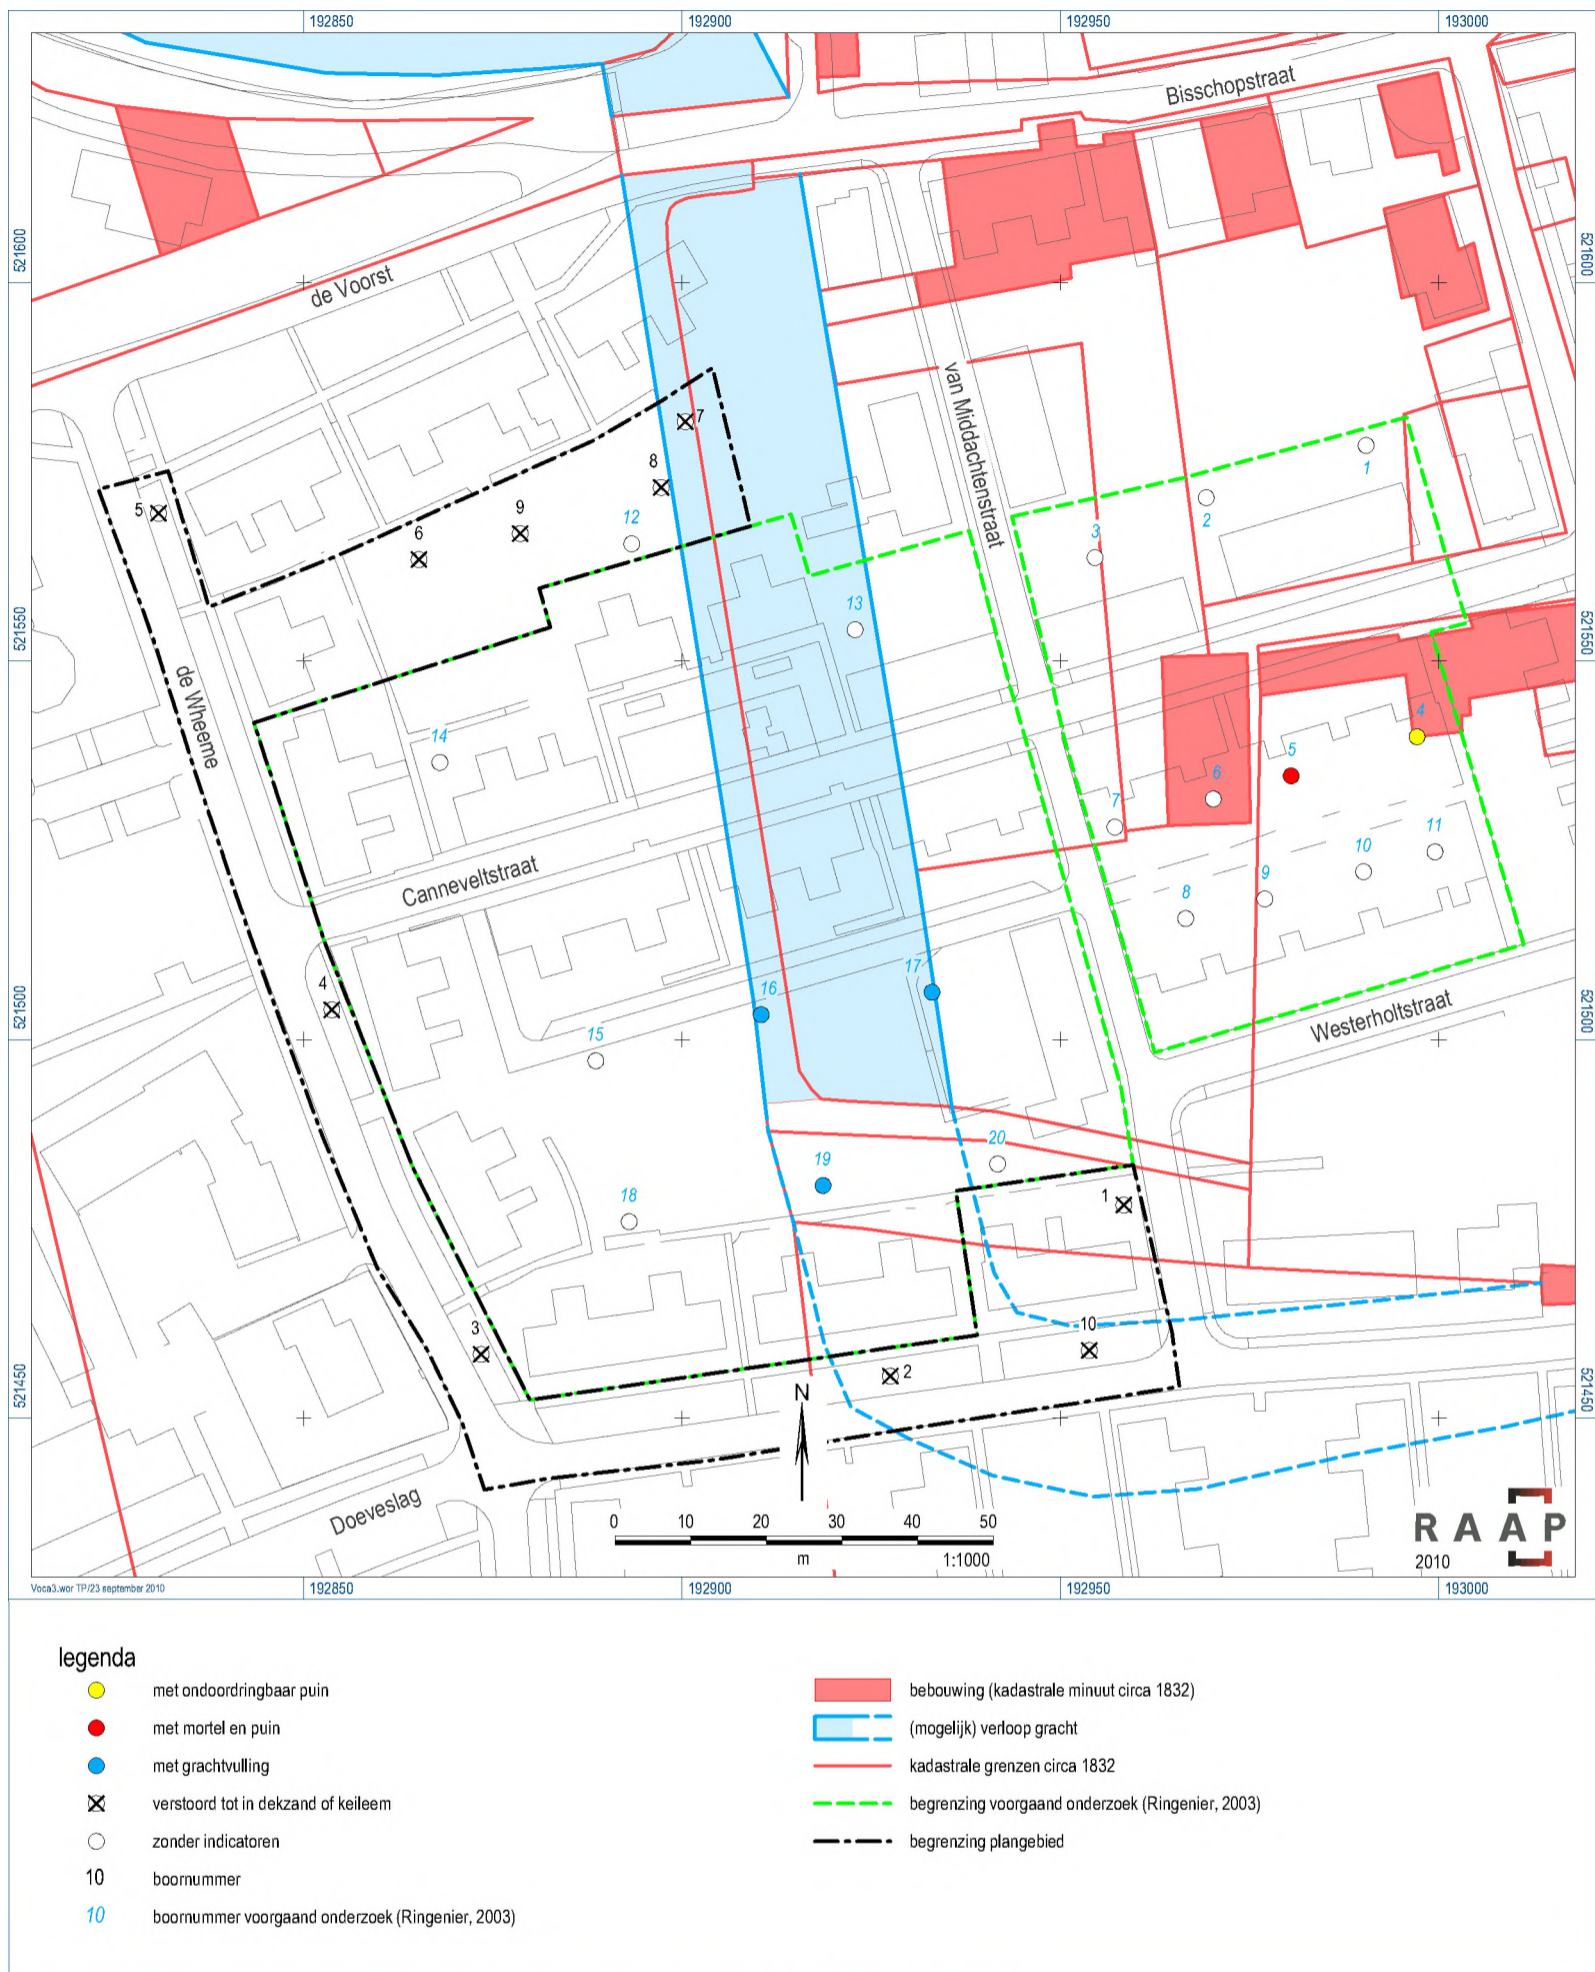 192850 192900 192950 193000
Bisschopstraat
521600 521600
de Voorst
van Middachtenstraat
7
1
8
2
5
9
12
6
3
13
521550 521550
de Wheeme
4
14
5
6
7
11
Canneveltstraat
10
9
8
17
4
16
521500 521500
Westerholtstraat
15
20
19
1
18
10
3
2
521450 521450
N
Doeveslag
0 10 20 30 40 50
m 1:1000
RAAP
2010
Voca3.wor TP/23 september 2010
192850 192900 192950 193000
legenda
met ondoordringbaar puin
met mortel en puin
met grachtvulling
verstoord tot in dekzand of keileem
zonder indicatoren
10 boornummer
10 boornummer voorgaand onderzoek (Ringenier, 2003)
bebouwing (kadastrale minuut circa 1832)
(mogelijk) verloop gracht
kadastrale grenzen circa 1832
begrenzing voorgaand onderzoek (Ringenier, 2003)
begrenzing plangebied